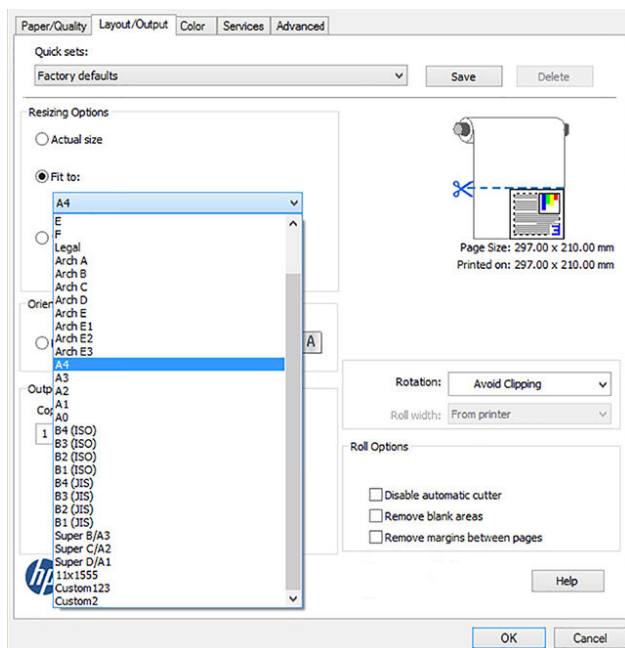 Paper/Quality Layout/Output Color Services Advanced
Quick sets:
Factory defaults Save Delete
Resizing Options
Actual size
Fit to:
A4
E
F
Legal
Arch A
Arch B
Arch C
Arch D
Arch E
Arch E1
Arch E2
Arch E3
A4
A3
A2
A1
A0
B4 (ISO)
B3 (ISO)
B2 (ISO)
B1 (ISO)
B4 (JIS)
B3 (JIS)
B2 (JIS)
B1 (JIS)
Super B/A3
Super C/A2
Super D/A1
11x1555
Custom123
Custom2
Orien
A
Outp
Cop
1
hp
E
Page Size: 297.00 x 210.00 mm
Printed on: 297.00 x 210.00 mm
Rotation: Avoid Clipping
Roll width: From printer
Roll Options
Disable automatic cutter
Remove blank areas
Remove margins between pages
Help
OK Cancel